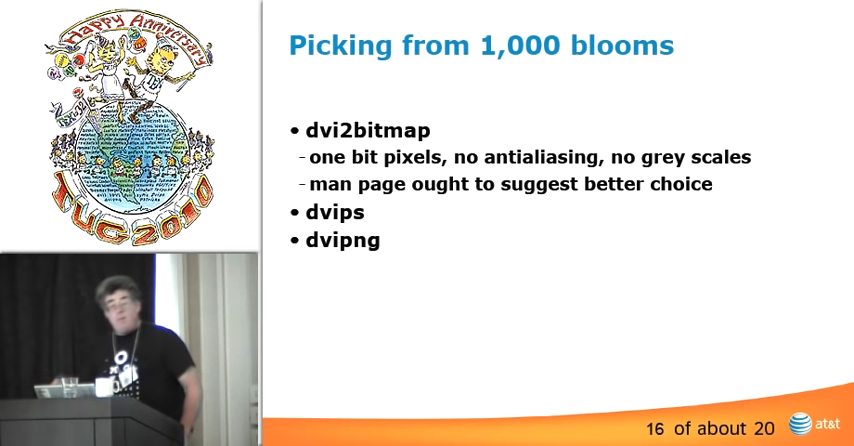 Happy Anniversary
TUG 2010
Picking from 1,000 blooms
• dvi2bitmap
- one bit pixels, no antialiasing, no grey scales
- man page ought to suggest better choice
• dvips
• dvipng
16 of about 20
at&t